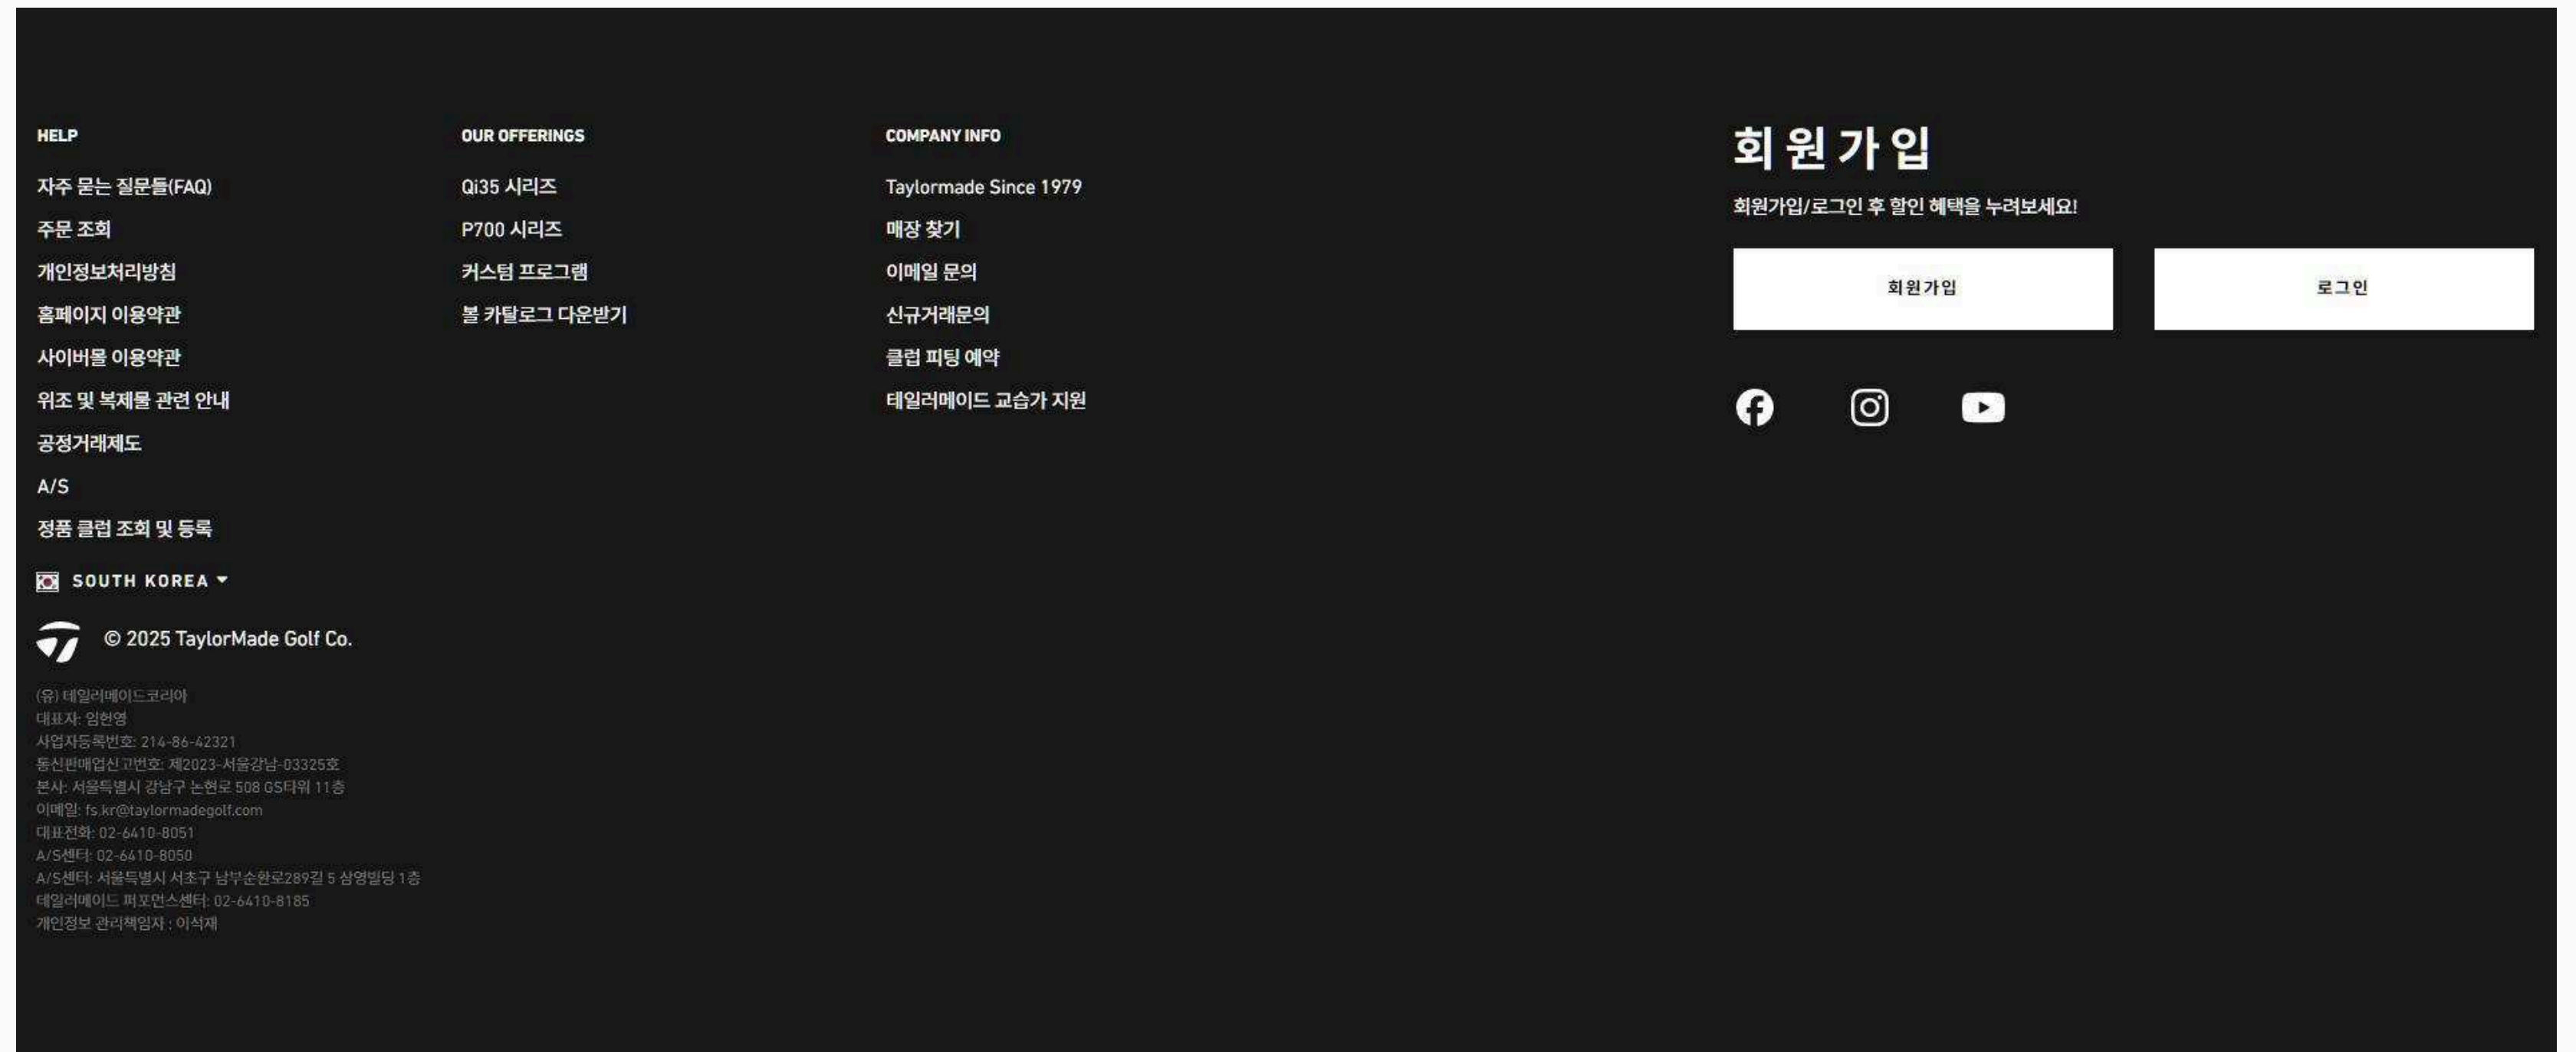 HELP
자주 묻는 질문들(FAQ)
주문 조회
개인정보처리방침
홈페이지 이용약관
사이버몰 이용약관
위조 및 복제물 관련 안내
공정거래제도
A/S
정품 클럽 조회 및 등록
OUR OFFERINGS
Qi35 시리즈
P700 시리즈
커스텀 프로그램
볼 카탈로그 다운받기
COMPANY INFO
Taylormade Since 1979
매장 찾기
이메일 문의
신규거래문의
클럽 피팅 예약
테일러메이드 교습가 지원
회원가입
회원가입/로그인 후 할인 혜택을 누려보세요!
회원가입
로그인
SOUTH KOREA
© 2025 TaylorMade Golf Co.
(유) 테일러메이드코리아
대표자: 임헌영
사업자등록번호: 214-86-42321
통신판매업신고번호: 제2023-서울강남-03325호
본사: 서울특별시 강남구 논현로 508 GS타워 11층
이메일: fs.kr@taylormadegolf.com
대표전화: 02-6410-8051
A/S센터: 02-6410-8050
A/S센터: 서울특별시 서초구 남부순환로289길 5 삼영빌딩 1층
테일러메이드 퍼포먼스센터: 02-6410-8185
개인정보 관리책임자 : 이석재